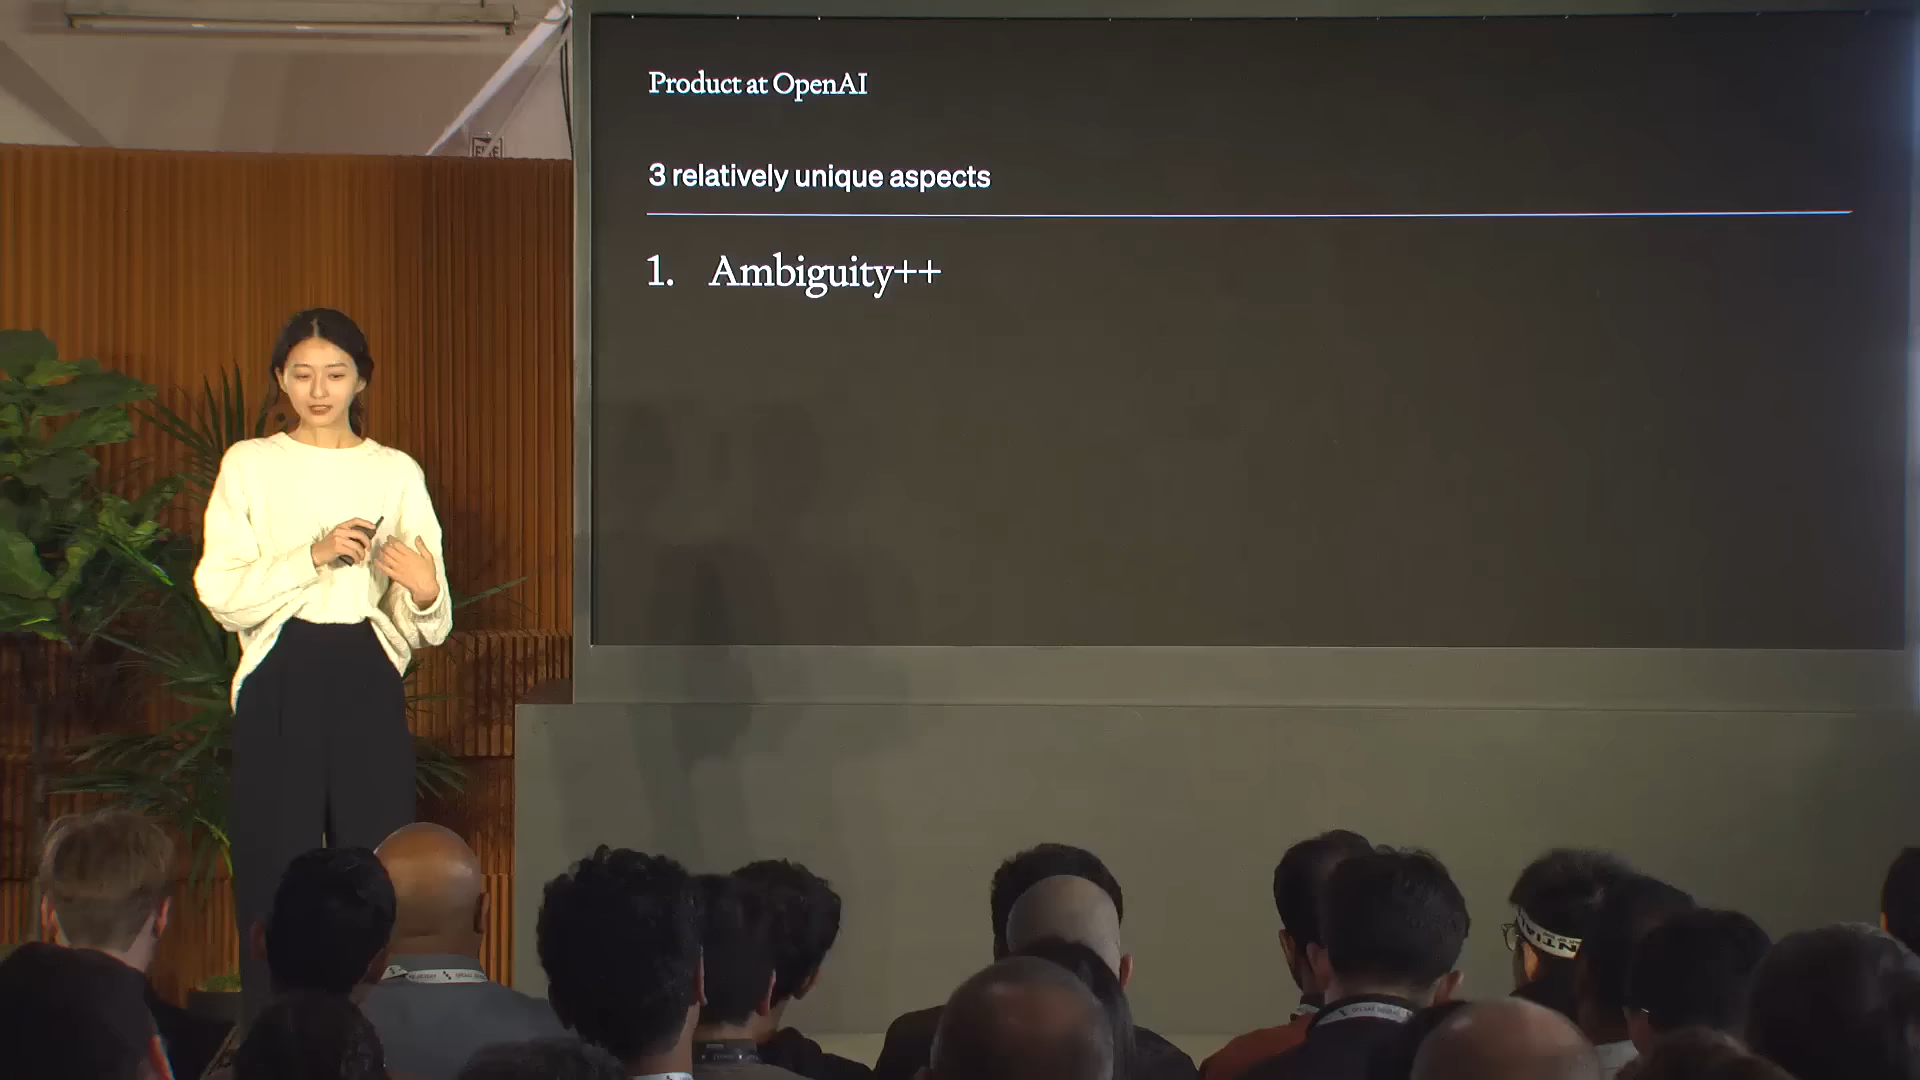 Product at OpenAI
3 relatively unique aspects
1. Ambiguity++